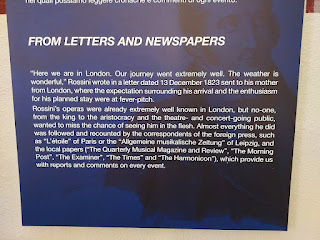 nei quali possiamo leggere cronache e commenti di ogni evento.
FROM LETTERS AND NEWSPAPERS
"Here we are in London. Our journey went extremely well. The weather is
wonderful," Rossini wrote in a letter dated 13 December 1823 sent to his mother
from London, where the expectation surrounding his arrival and the enthusiasm
for his planned stay were at fever-pitch.
Rossini's operas were already extremely well known in London, but no-one,
from the king to the aristocracy and the theatre- and concert-going public,
wanted to miss the chance of seeing him in the flesh. Almost everything he did
was followed and recounted by the correspondents of the foreign press, such
as "L'étoile" of Paris or the "Allgemeine musikalische Zeitung" of Leipzig, and
the local papers ("The Quarterly Musical Magazine and Review", "The Morning
Post", "The Examiner", "The Times" and "The Harmonicon"), which provide us
with reports and comments on every event.